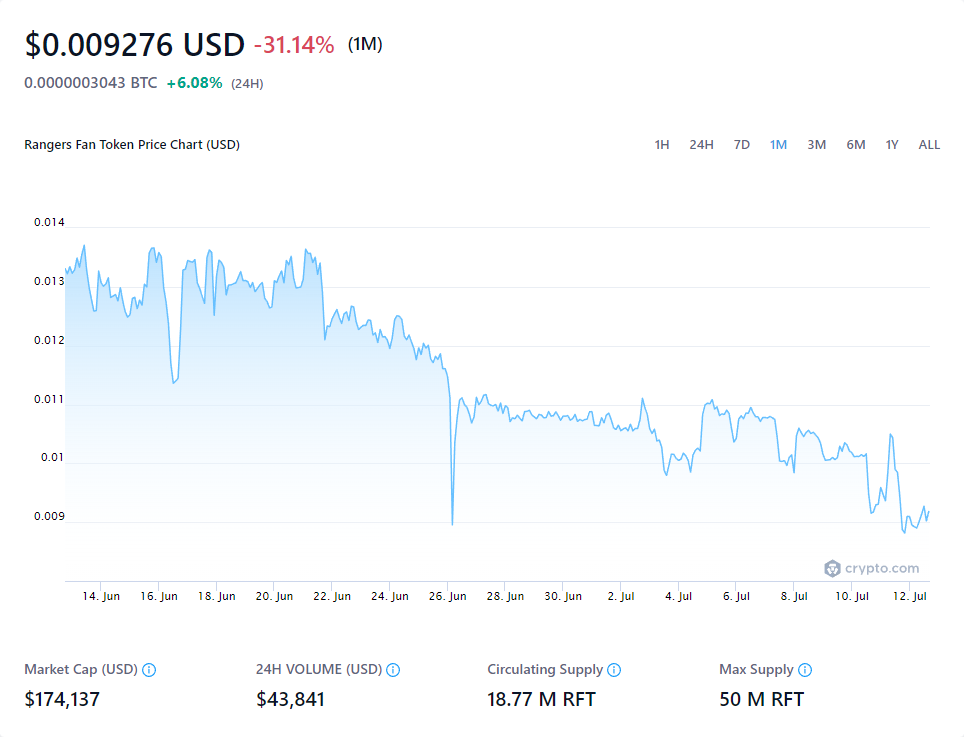 $0.009276 USD -31.14% (1M)
0.0000003043 BTC +6.08% (24H)
Rangers Fan Token Price Chart (USD) 1H 24H 7D 1M 3M 6M 1Y ALL
0.014
0.013
0.012
0.011
0.01
0.009
crypto.com
14. Jun 16. Jun 18. Jun 20. Jun 22. Jun 24. Jun 26. Jun 28. Jun 30. Jun 2. Jul 4. Jul 6. Jul 8. Jul 10. Jul 12. Jul
Market Cap (USD) 24H VOLUME (USD) Circulating Supply Max Supply
$174,137 $43,841 18.77 M RFT 50 M RFT